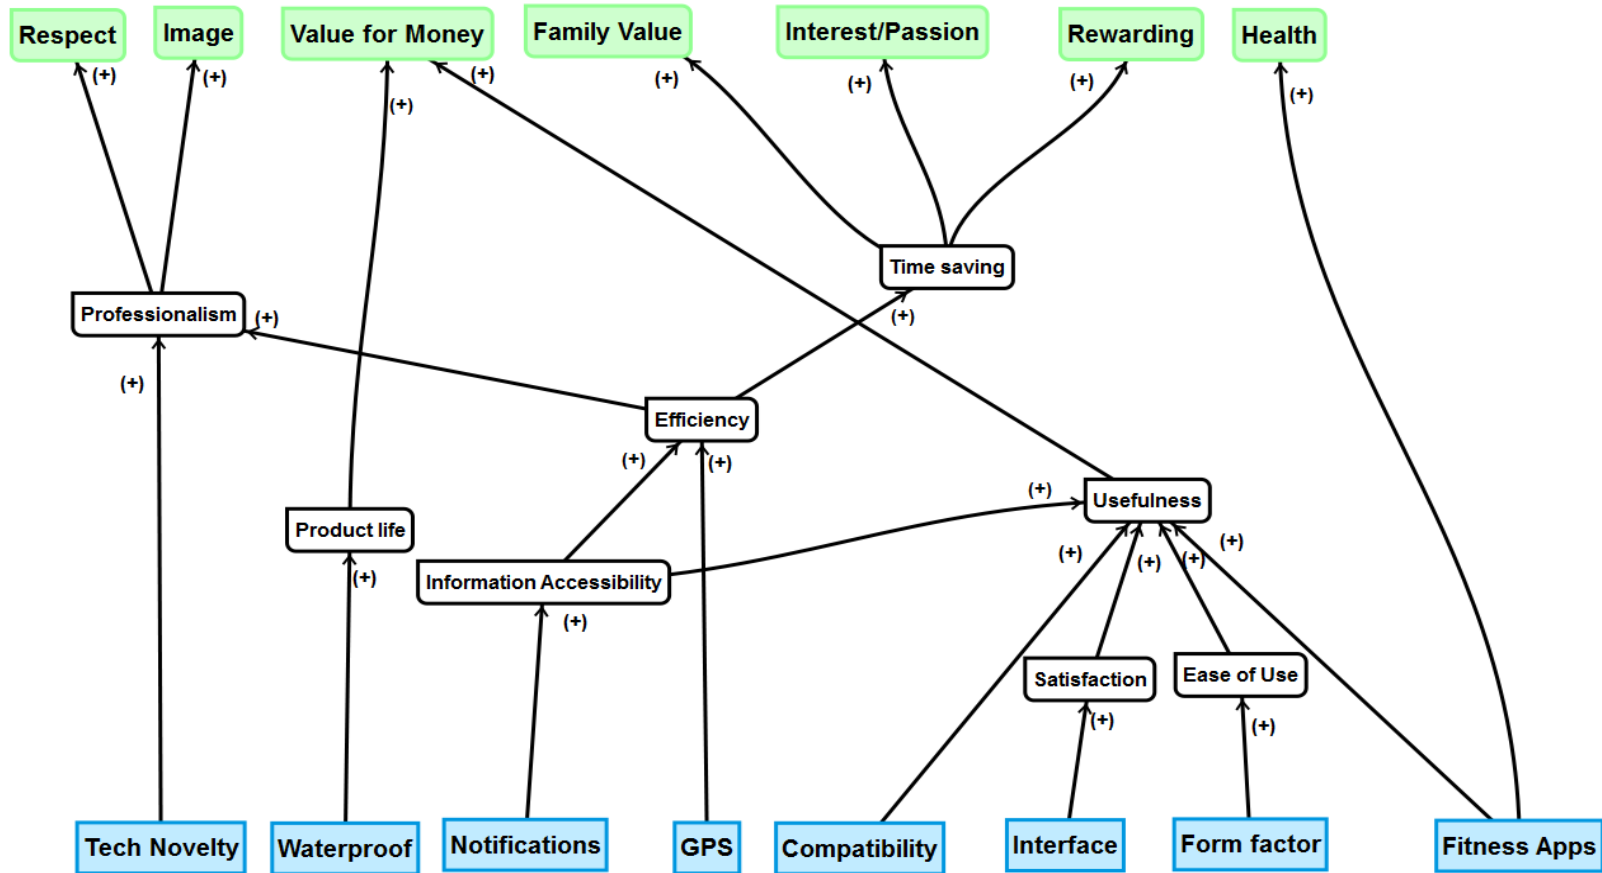 Respect
Image
Value for Money
Family Value
Interest/Passion
Rewarding
Health
(+)
(+)
(+)
(+)
(+)
(+)
(+)
(+)
Time saving
Professionalism
(+)
(+)
(+)
Efficiency
(+)
(+)
(+)
Usefulness
Product life
(+)
(+)
(+)
(+)
Information Accessibility
(+)
(+)
Satisfaction
Ease of Use
(+)
(+)
Tech Novelty
Waterproof
Notifications
GPS
Compatibility
Interface
Form factor
Fitness Apps